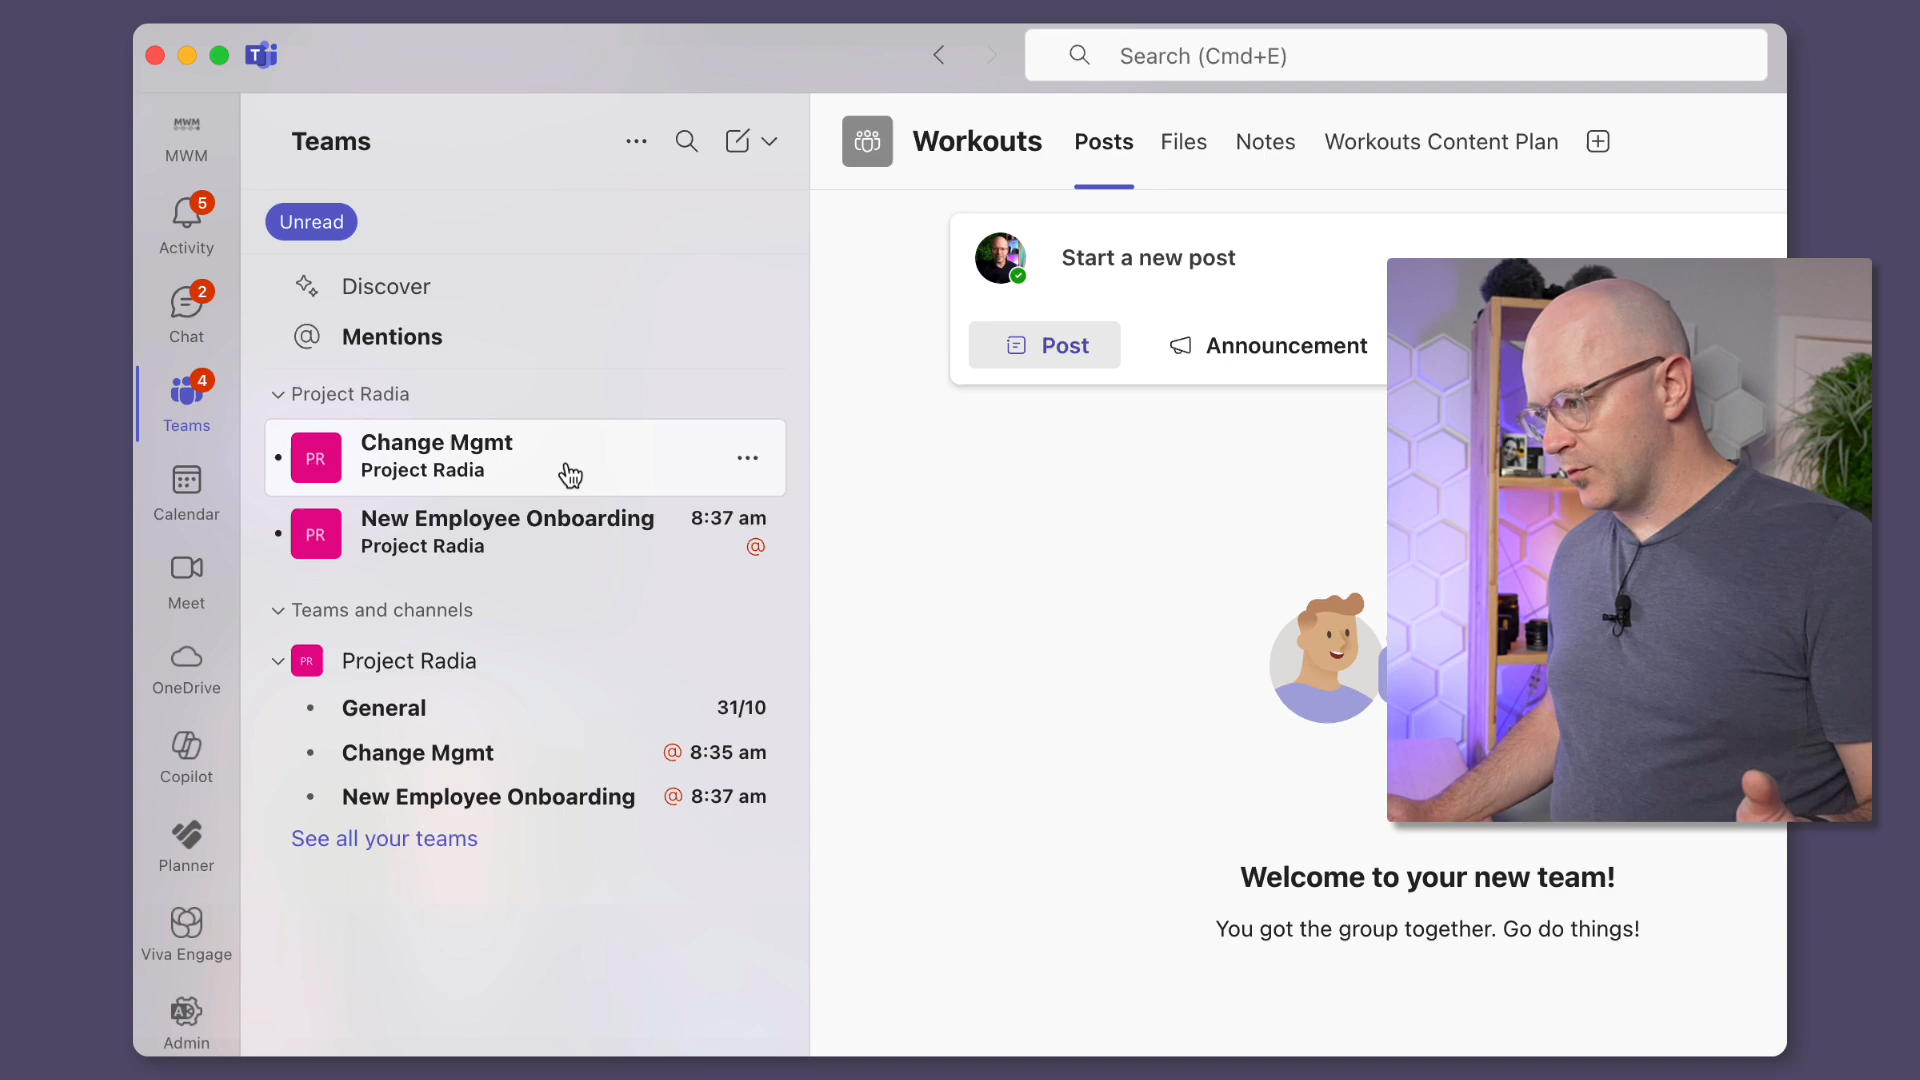 Search (Cmd+E)
MWM
MWM
5
Activity
2
Chat
4
Teams
Calendar
Meet
OneDrive
Copilot
Planner
Viva Engage
Admin
Teams
Unread
Discover
Mentions
Project Radia
PR
Change Mgmt
Project Radia
PR
New Employee Onboarding 8:37 am
Project Radia @
Teams and channels
PR Project Radia
General 31/10
Change Mgmt @ 8:35 am
New Employee Onboarding @ 8:37 am
See all your teams
Workouts Posts Files Notes Workouts Content Plan
Start a new post
Post Announcement
Welcome to your new team!
You got the group together. Go do things!